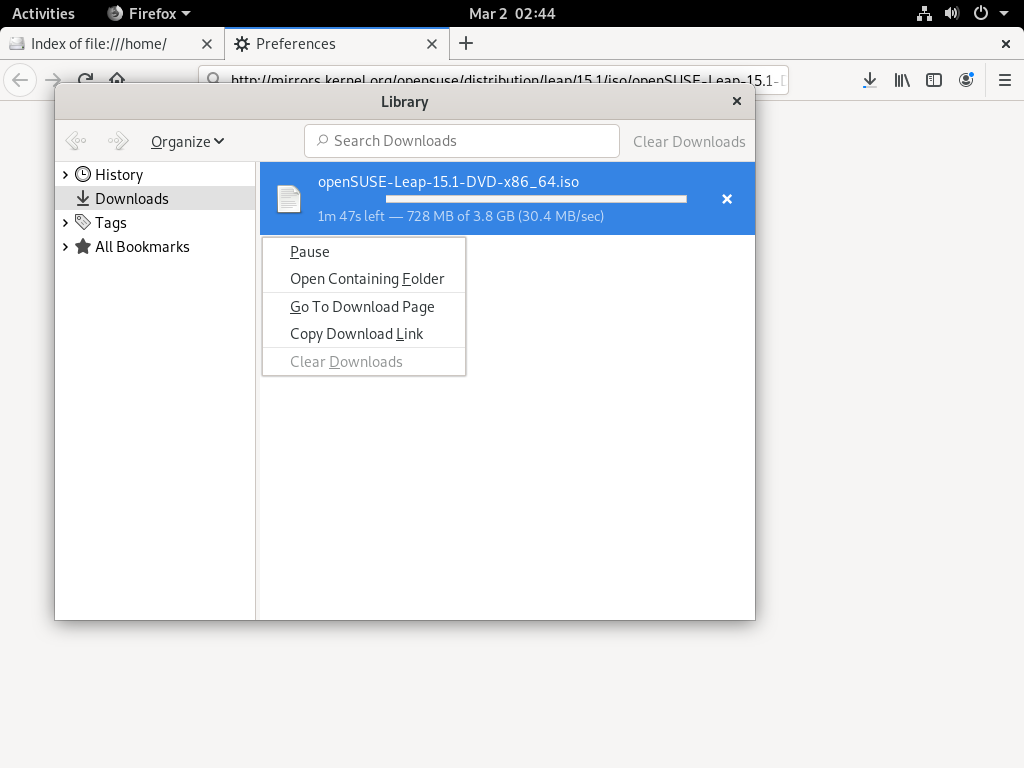 Activities Firefox Mar 2 02:44
Index of file:///home/ Preferences
http://mirrors.kernel.org/opensuse/distribution/leap/15.1/iso/openSUSE-Leap-15.1-D
Library
Organize Search Downloads Clear Downloads
History
Downloads
Tags
All Bookmarks
openSUSE-Leap-15.1-DVD-x86_64.iso
1m 47s left — 728 MB of 3.8 GB (30.4 MB/sec)
Pause
Open Containing Folder
Go To Download Page
Copy Download Link
Clear Downloads